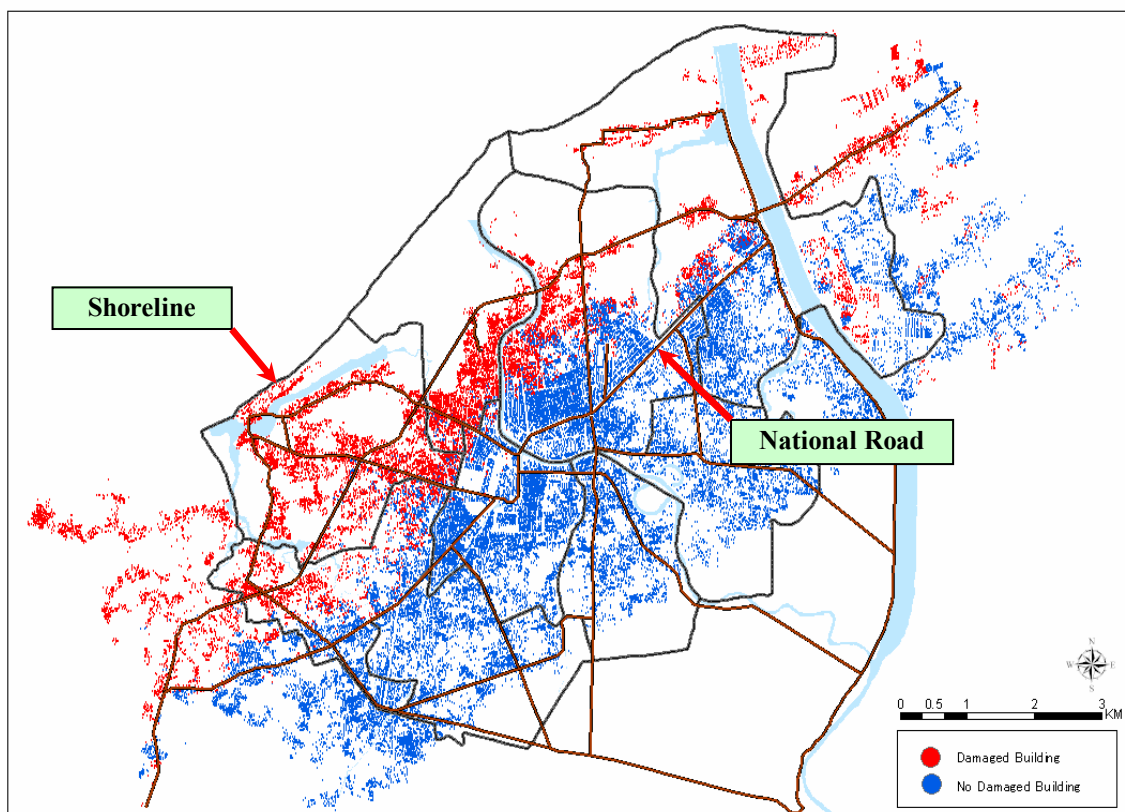 Shoreline
National Road
N
W E
S
0 0.5 1 2 3
KM
Damaged Building
No Damaged Building